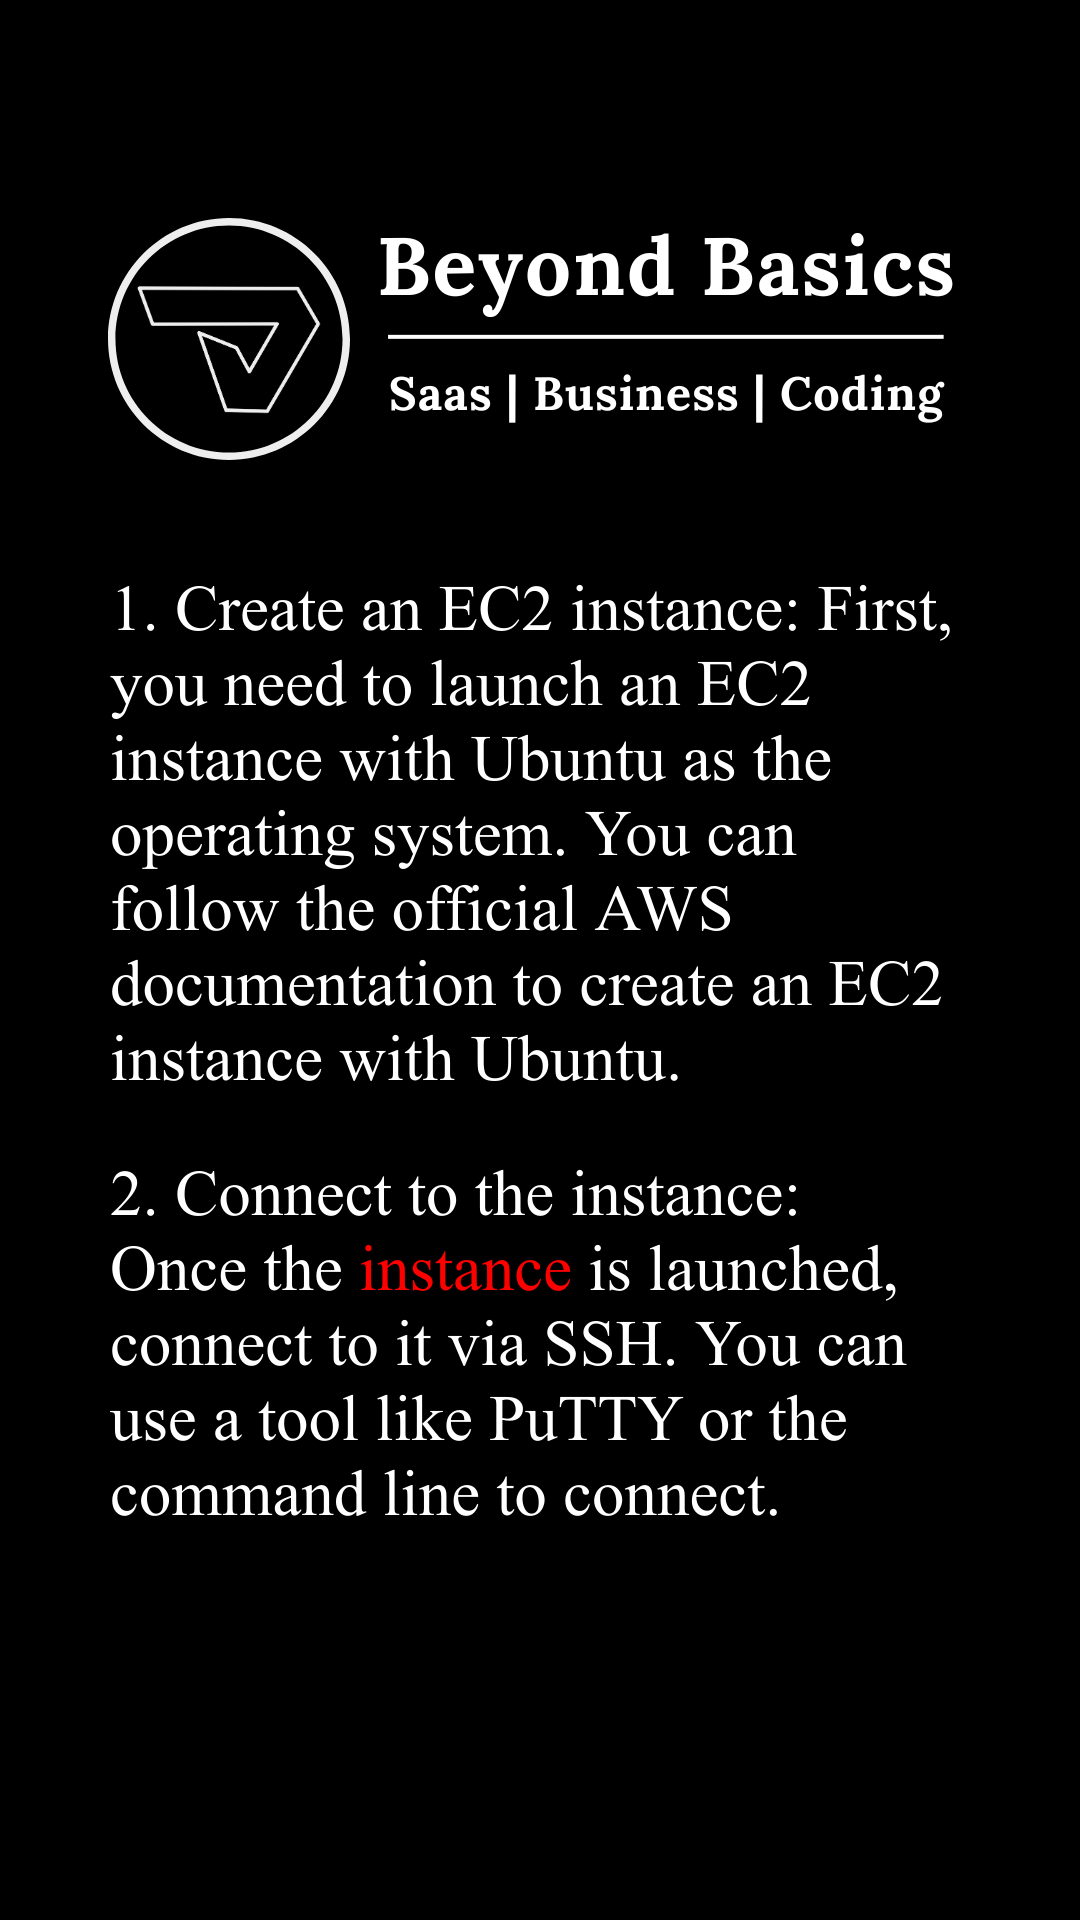 Beyond Basics
Saas | Business | Coding
1. Create an EC2 instance: First,
you need to launch an EC2
instance with Ubuntu as the
operating system. You can
follow the official AWS
documentation to create an EC2
instance with Ubuntu.
2. Connect to the instance:
Once the instance is launched,
connect to it via SSH. You can
use a tool like PuTTY or the
command line to connect.